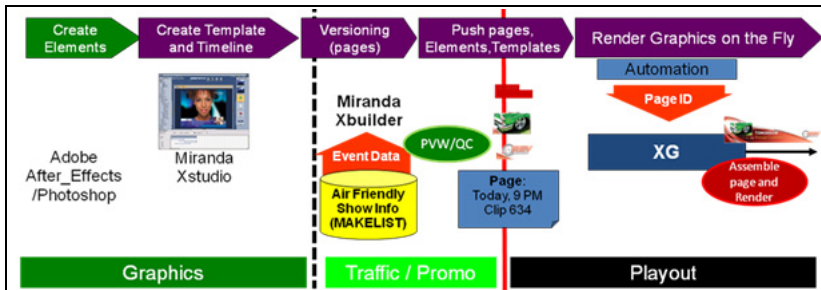 Create
Elements
Create Template
and Timeline
Versioning
(pages)
Push pages,
Elements,Templates
Render Graphics on the Fly
Adobe
After_Effects
/Photoshop
Miranda
Xstudio
Miranda
Xbuilder
Event Data
Air Friendly
Show Info
(MAKELIST)
PVW/QC
Page:
Today, 9 PM
Clip 634
Automation
Page ID
XG
Assemble
page and
Render
Graphics
Traffic / Promo
Playout